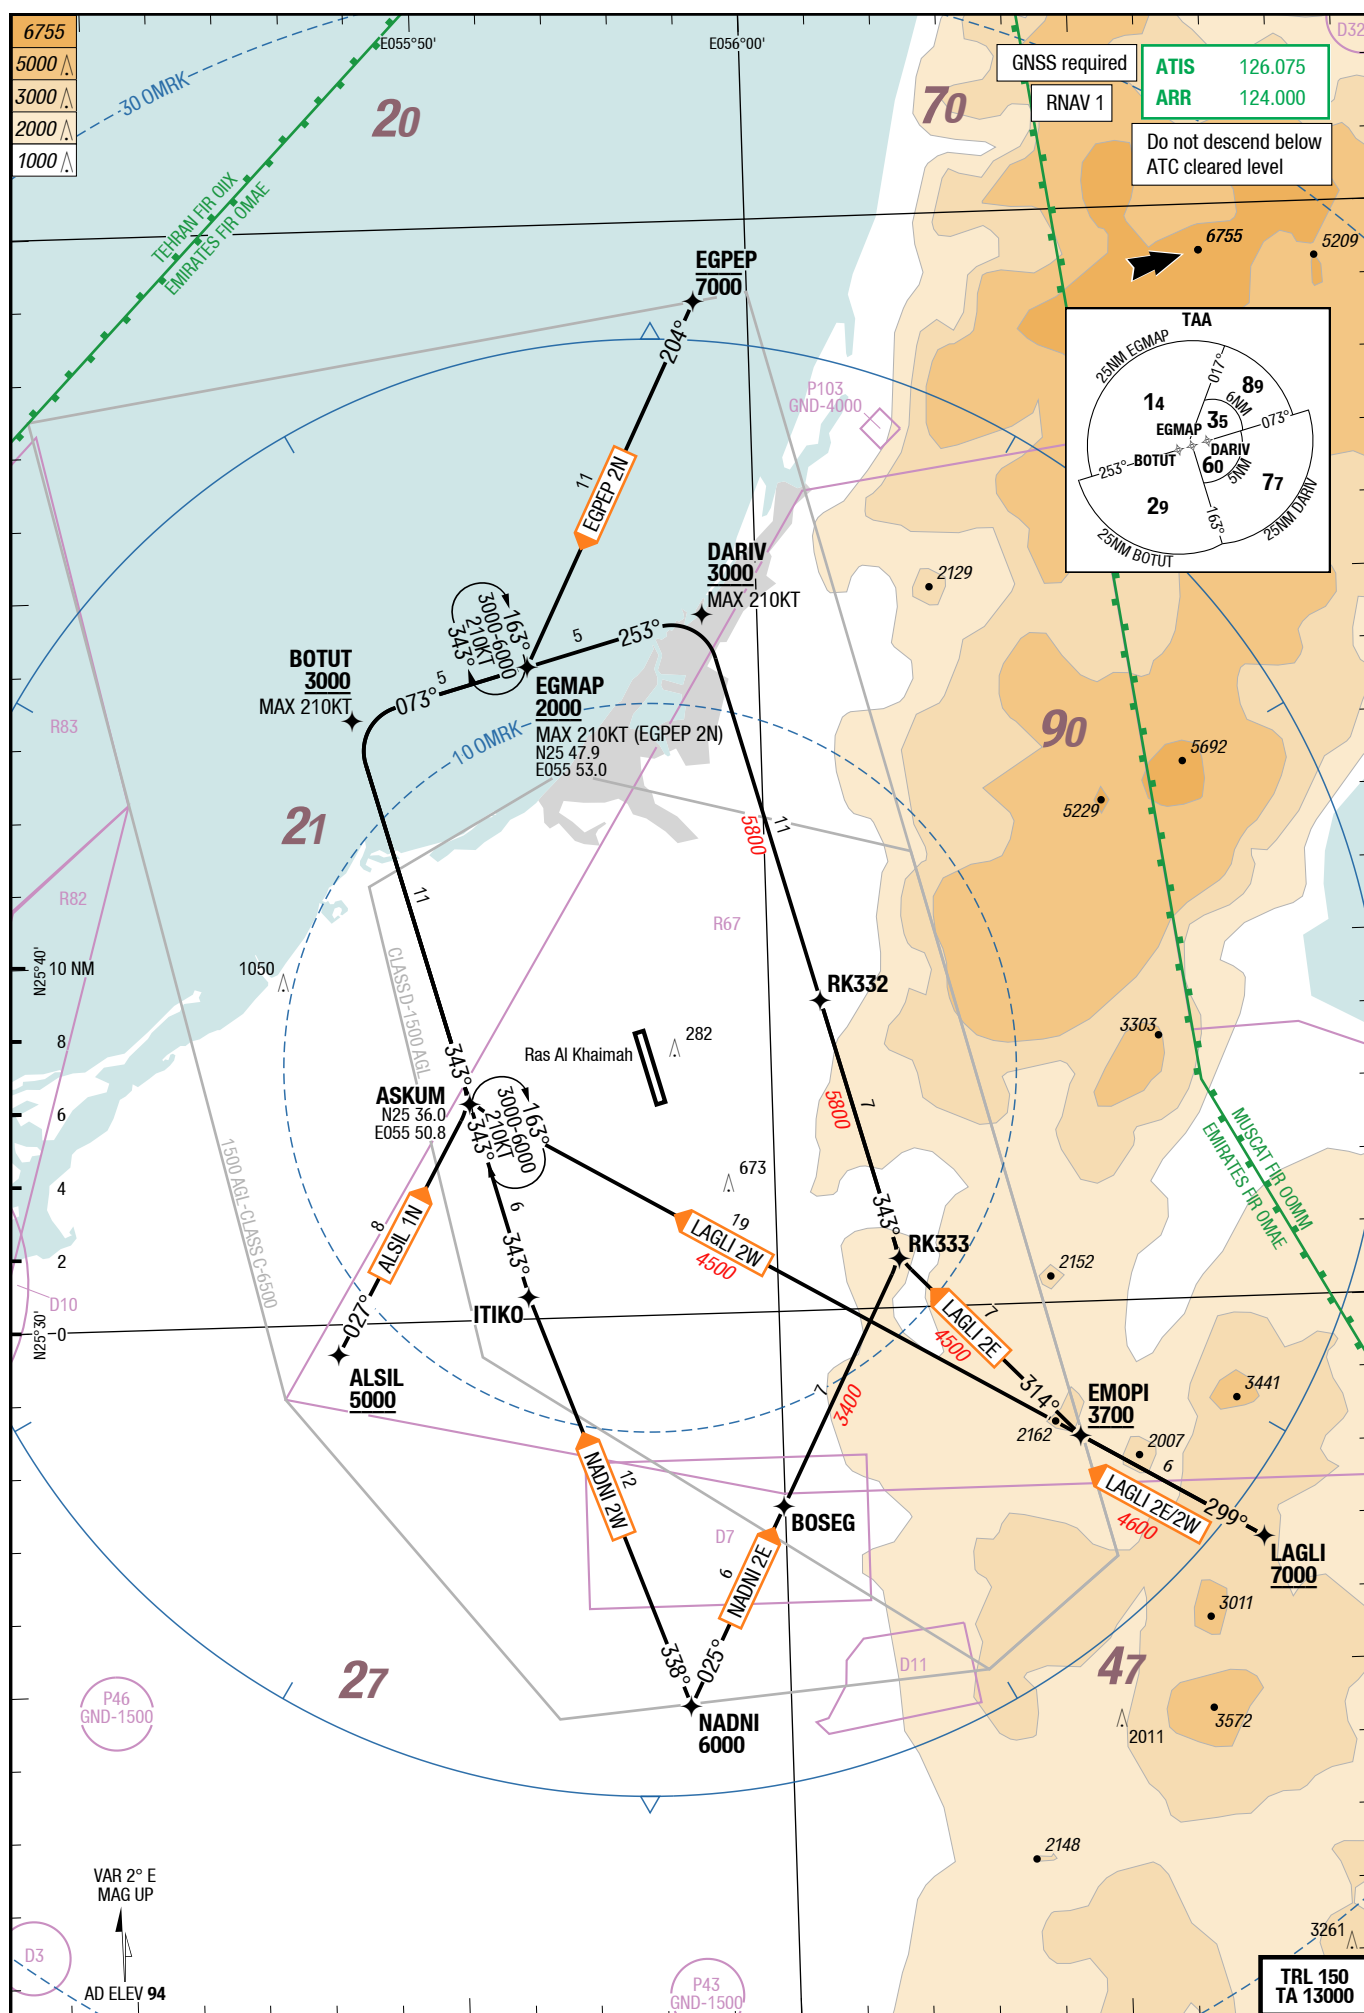 6755
5000
3000
2000
1000
E055°50'
E056°00'
30 OMRK
20
70
D32
GNSS required
RNAV 1
ATIS 126.075
ARR 124.000
Do not descend below
ATC cleared level
TEHRAN FIR OIIX
EMIRATES FIR OMAE
6755
5209
EGPEP
7000
204°
11
EGPEP 2N
P103
GND-4000
TAA
25NM EGMAP
017°
14
89
6NM
35
EGMAP
073°
253°
BOTUT
DARIV
60
5NM
77
29
163°
25NM DARIV
25NM BOTUT
DARIV
3000
MAX 210KT
2129
163°
3000-6000
210KT
343°
5
253°
BOTUT
3000
MAX 210KT
5
073°
EGMAP
2000
MAX 210KT (EGPEP 2N)
N25 47.9
E055 53.0
R83
10 OMRK
90
5692
5229
21
5800
11
11
R82
R67
N25°40'
10 NM
8
6
4
2
0
1050
CLASS D-1500 AGL
RK332
282
Ras Al Khaimah
3303
343°
ASKUM
N25 36.0
E055 50.8
163°
3000-6000
210KT
343°
5800
7
MUSCAT FIR OOMM
EMIRATES FIR OMAE
1500 AGL-CLASS C-6500
673
6
8
ALSIL 1N
19
LAGLI 2W
4500
343°
RK333
343°
2152
D10
N25°30'
027°
ITIKO
7
LAGLI 2E
4500
ALSIL
5000
314°
EMOPI
3700
3441
7
3400
2162
2007
6
NADNI 2W
12
LAGLI 2E/2W
4600
299°
BOSEG
LAGLI
7000
D7
6
NADNI 2E
3011
27
338°
025°
D11
47
P46
GND-1500
NADNI
6000
3572
2011
2148
VAR 2° E
MAG UP
3261
D3
AD ELEV 94
P43
GND-1500
TRL 150
TA 13000